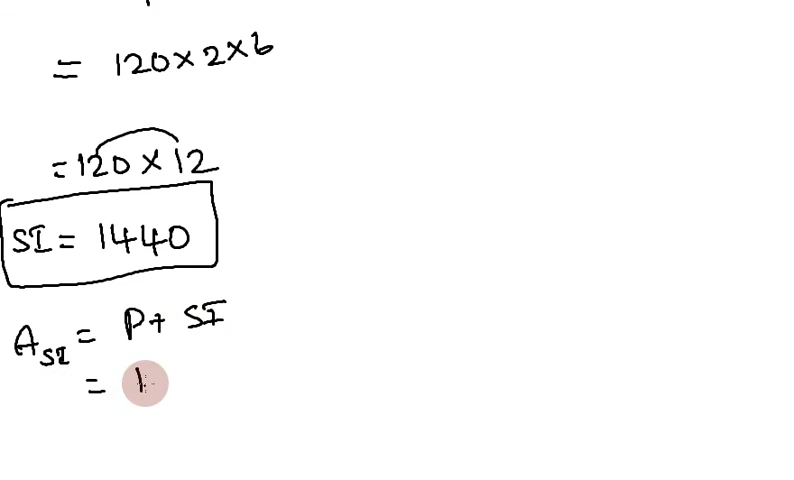 = 120×2×6
= 120 × 12
SI = 1440
A_SI = P + SI
= 1